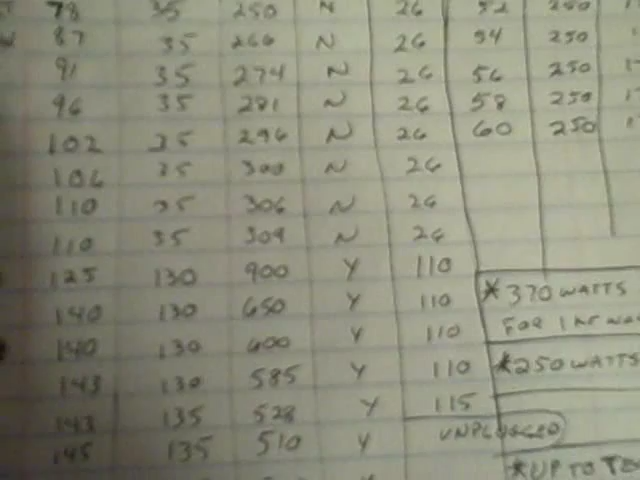 78 35 250 N 26 52 250
87 35 266 N 26 54 250
91 35 274 N 26 56 250
96 35 281 N 26 58 250
102 35 296 N 26 60 250
106 35 300 N 26
110 35 306 N 26
110 35 309 N 26
125 130 900 Y 110
140 130 650 Y 110
*370 WATTS
FOR 1ST
140 130 600 Y 110
143 130 585 Y 110
*250 WATTS
143 135 528 Y 115
145 135 510 Y UNPLUGGED
*UP TO